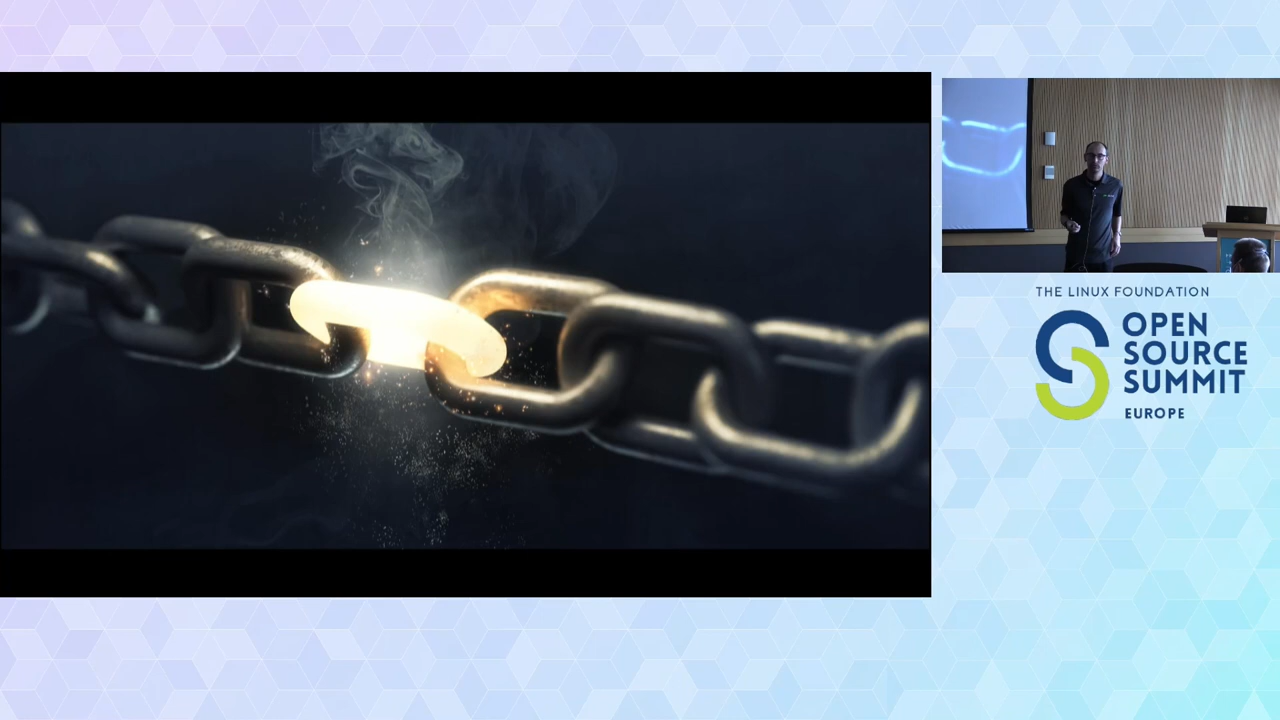 THE LINUX FOUNDATION
OPEN
SOURCE
SUMMIT
EUROPE